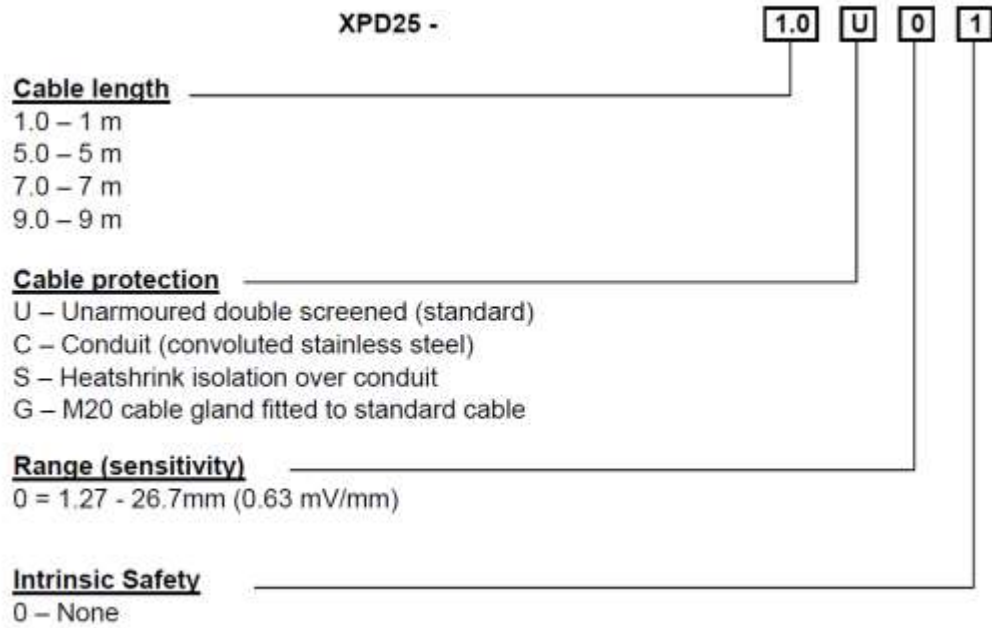 XPD25 - 1.0 U 0 1
Cable length
1.0 – 1 m
5.0 – 5 m
7.0 – 7 m
9.0 – 9 m
Cable protection
U – Unarmoured double screened (standard)
C – Conduit (convoluted stainless steel)
S – Heatshrink isolation over conduit
G – M20 cable gland fitted to standard cable
Range (sensitivity)
0 = 1.27 - 26.7mm (0.63 mV/mm)
Intrinsic Safety
0 – None